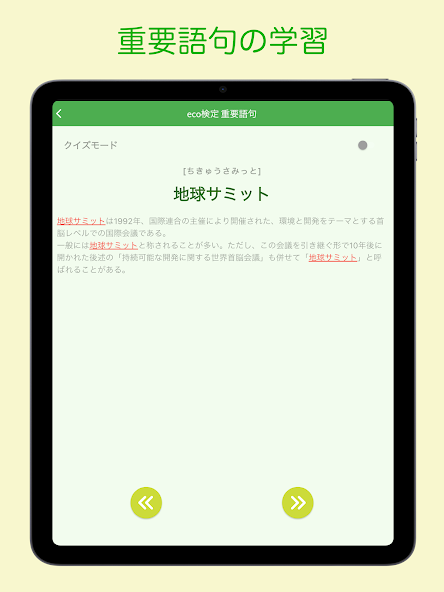 重要語句の学習
eco検定 重要語句
クイズモード
[ちきゅうさみっと]
地球サミット
地球サミットは1992年、国際連合の主催により開催された、環境と開発をテーマとする首
脳レベルでの国際会議である。
一般には地球サミットと称されることが多い。ただし、この会議を引き継ぐ形で10年後に
開かれた後述の「持続可能な開発に関する世界首脳会議」も併せて「地球サミット」と呼
ばれることがある。